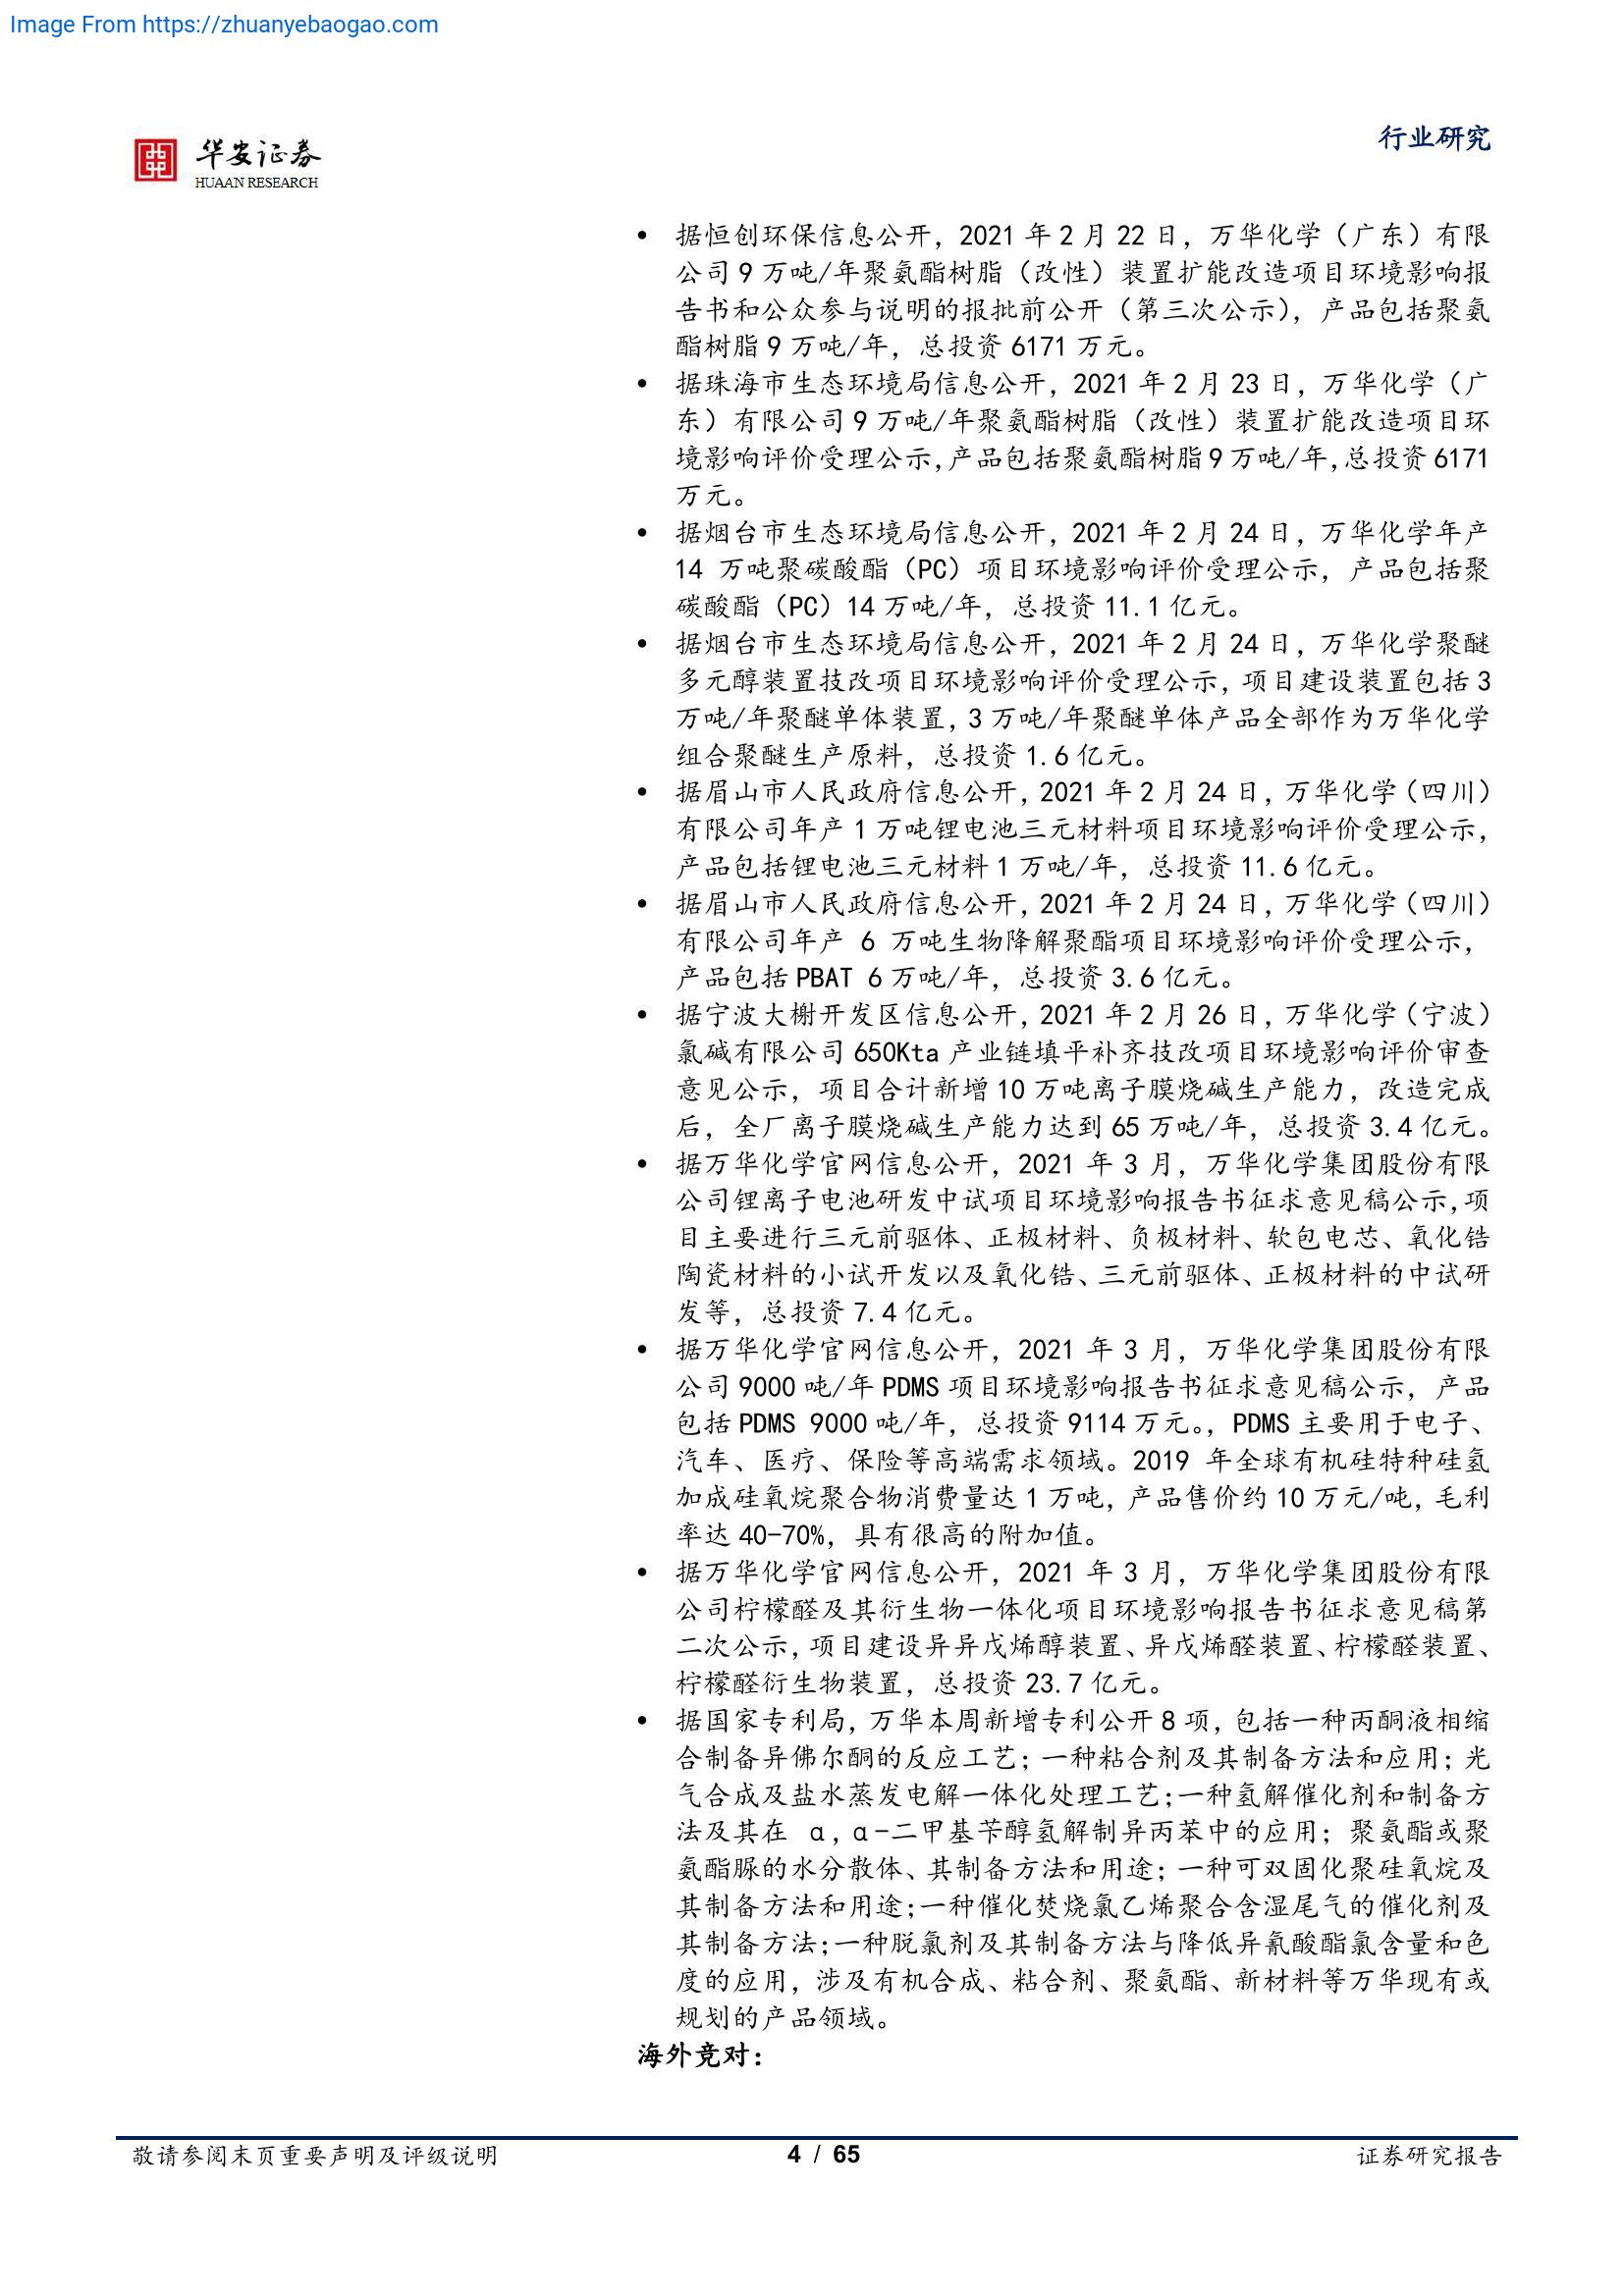 Image From https://zhuanyebaogao.com
华安证券
HUAAN RESEARCH
行业研究
• 据恒创环保信息公开，2021 年 2 月 22 日，万华化学（广东）有限
公司 9 万吨/年聚氨酯树脂（改性）装置扩能改造项目环境影响报
告书和公众参与说明的报批前公开（第三次公示），产品包括聚氨
酯树脂 9 万吨/年，总投资 6171 万元。
• 据珠海市生态环境局信息公开，2021 年 2 月 23 日，万华化学（广
东）有限公司 9 万吨/年聚氨酯树脂（改性）装置扩能改造项目环
境影响评价受理公示,产品包括聚氨酯树脂 9 万吨/年,总投资 6171
万元。
• 据烟台市生态环境局信息公开，2021 年 2 月 24 日，万华化学年产
14 万吨聚碳酸酯（PC）项目环境影响评价受理公示，产品包括聚
碳酸酯（PC）14 万吨/年，总投资 11.1 亿元。
• 据烟台市生态环境局信息公开，2021 年 2 月 24 日，万华化学聚醚
多元醇装置技改项目环境影响评价受理公示，项目建设装置包括 3
万吨/年聚醚单体装置，3 万吨/年聚醚单体产品全部作为万华化学
组合聚醚生产原料，总投资 1.6 亿元。
• 据眉山市人民政府信息公开，2021 年 2 月 24 日，万华化学（四川）
有限公司年产 1 万吨锂电池三元材料项目环境影响评价受理公示，
产品包括锂电池三元材料 1 万吨/年，总投资 11.6 亿元。
• 据眉山市人民政府信息公开，2021 年 2 月 24 日，万华化学（四川）
有限公司年产 6 万吨生物降解聚酯项目环境影响评价受理公示，
产品包括 PBAT 6 万吨/年，总投资 3.6 亿元。
• 据宁波大榭开发区信息公开，2021 年 2 月 26 日，万华化学（宁波）
氯碱有限公司 650Kta 产业链填平补齐技改项目环境影响评价审查
意见公示，项目合计新增 10 万吨离子膜烧碱生产能力，改造完成
后，全厂离子膜烧碱生产能力达到 65 万吨/年，总投资 3.4 亿元。
• 据万华化学官网信息公开，2021 年 3 月，万华化学集团股份有限
公司锂离子电池研发中试项目环境影响报告书征求意见稿公示,项
目主要进行三元前驱体、正极材料、负极材料、软包电芯、氧化锆
陶瓷材料的小试开发以及氧化锆、三元前驱体、正极材料的中试研
发等，总投资 7.4 亿元。
• 据万华化学官网信息公开，2021 年 3 月，万华化学集团股份有限
公司 9000 吨/年 PDMS 项目环境影响报告书征求意见稿公示，产品
包括 PDMS 9000 吨/年，总投资 9114 万元。，PDMS 主要用于电子、
汽车、医疗、保险等高端需求领域。2019 年全球有机硅特种硅氢
加成硅氧烷聚合物消费量达 1 万吨，产品售价约 10 万元/吨，毛利
率达 40-70%，具有很高的附加值。
• 据万华化学官网信息公开，2021 年 3 月，万华化学集团股份有限
公司柠檬醛及其衍生物一体化项目环境影响报告书征求意见稿第
二次公示，项目建设异异戊烯醇装置、异戊烯醛装置、柠檬醛装置、
柠檬醛衍生物装置，总投资 23.7 亿元。
• 据国家专利局，万华本周新增专利公开 8 项，包括一种丙酮液相缩
合制备异佛尔酮的反应工艺；一种粘合剂及其制备方法和应用；光
气合成及盐水蒸发电解一体化处理工艺;一种氢解催化剂和制备方
法及其在 α,α-二甲基苄醇氢解制异丙苯中的应用；聚氨酯或聚
氨酯脲的水分散体、其制备方法和用途；一种可双固化聚硅氧烷及
其制备方法和用途;一种催化焚烧氯乙烯聚合含湿尾气的催化剂及
其制备方法;一种脱氯剂及其制备方法与降低异氰酸酯氯含量和色
度的应用，涉及有机合成、粘合剂、聚氨酯、新材料等万华现有或
规划的产品领域。
海外竞对：
敬请参阅末页重要声明及评级说明
4 / 65
证券研究报告